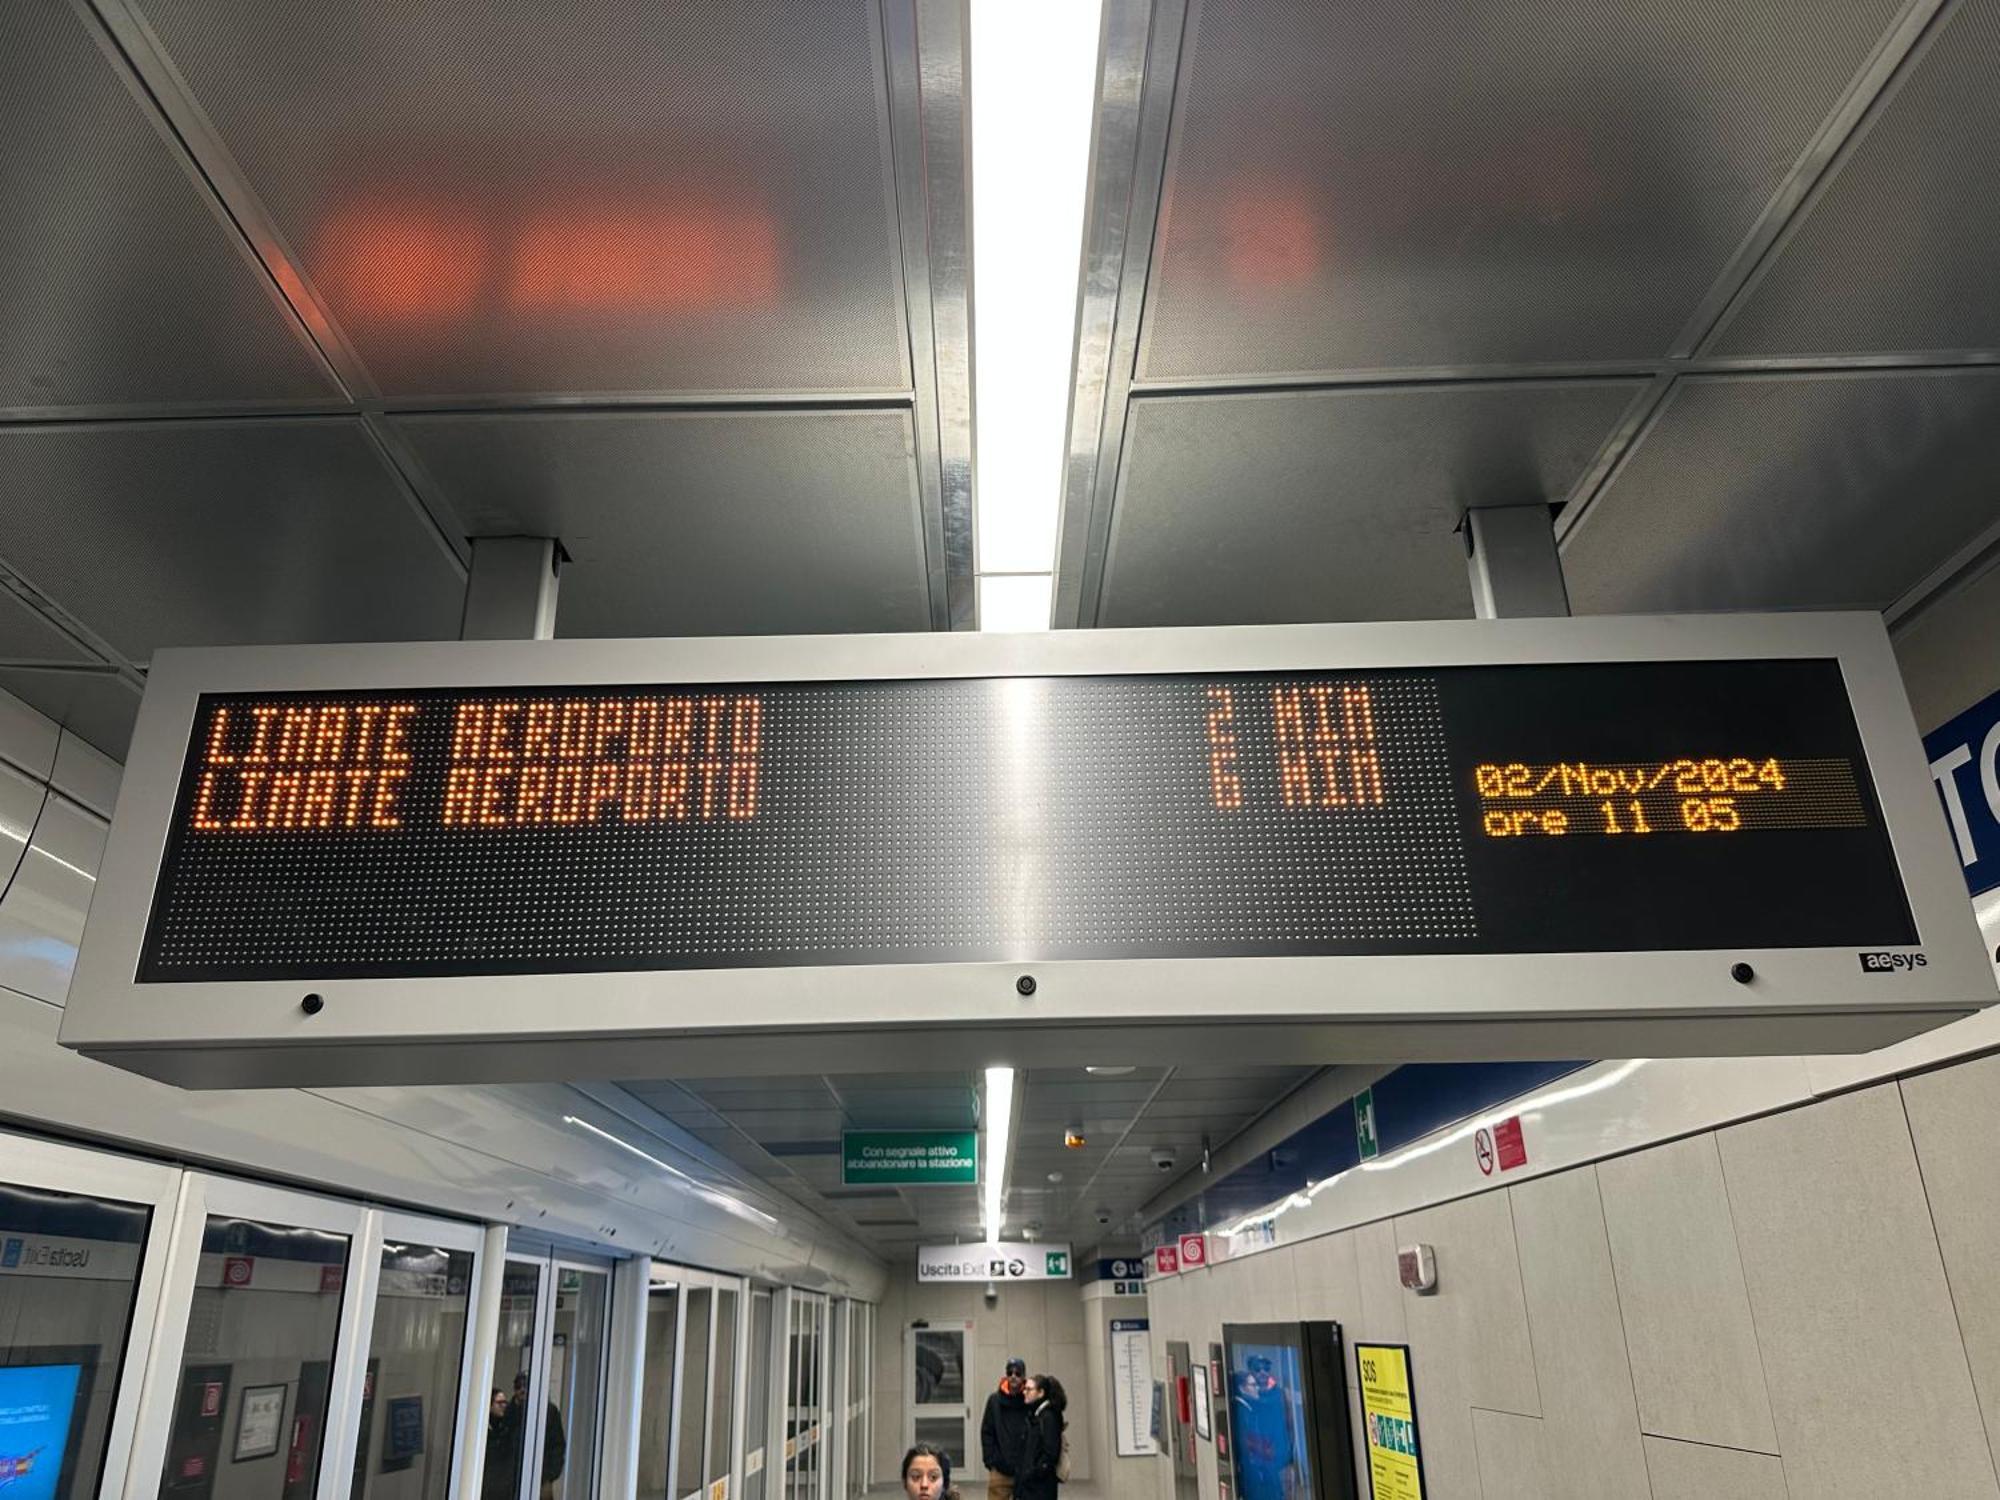 LINATE AEROPORTO 2 MIN
LINATE AEROPORTO 6 MIN
02/Nov/2024
ore 11 05
aesys
Con segnale attivo
abbandonare la stazione
Uscita Exit
SOS